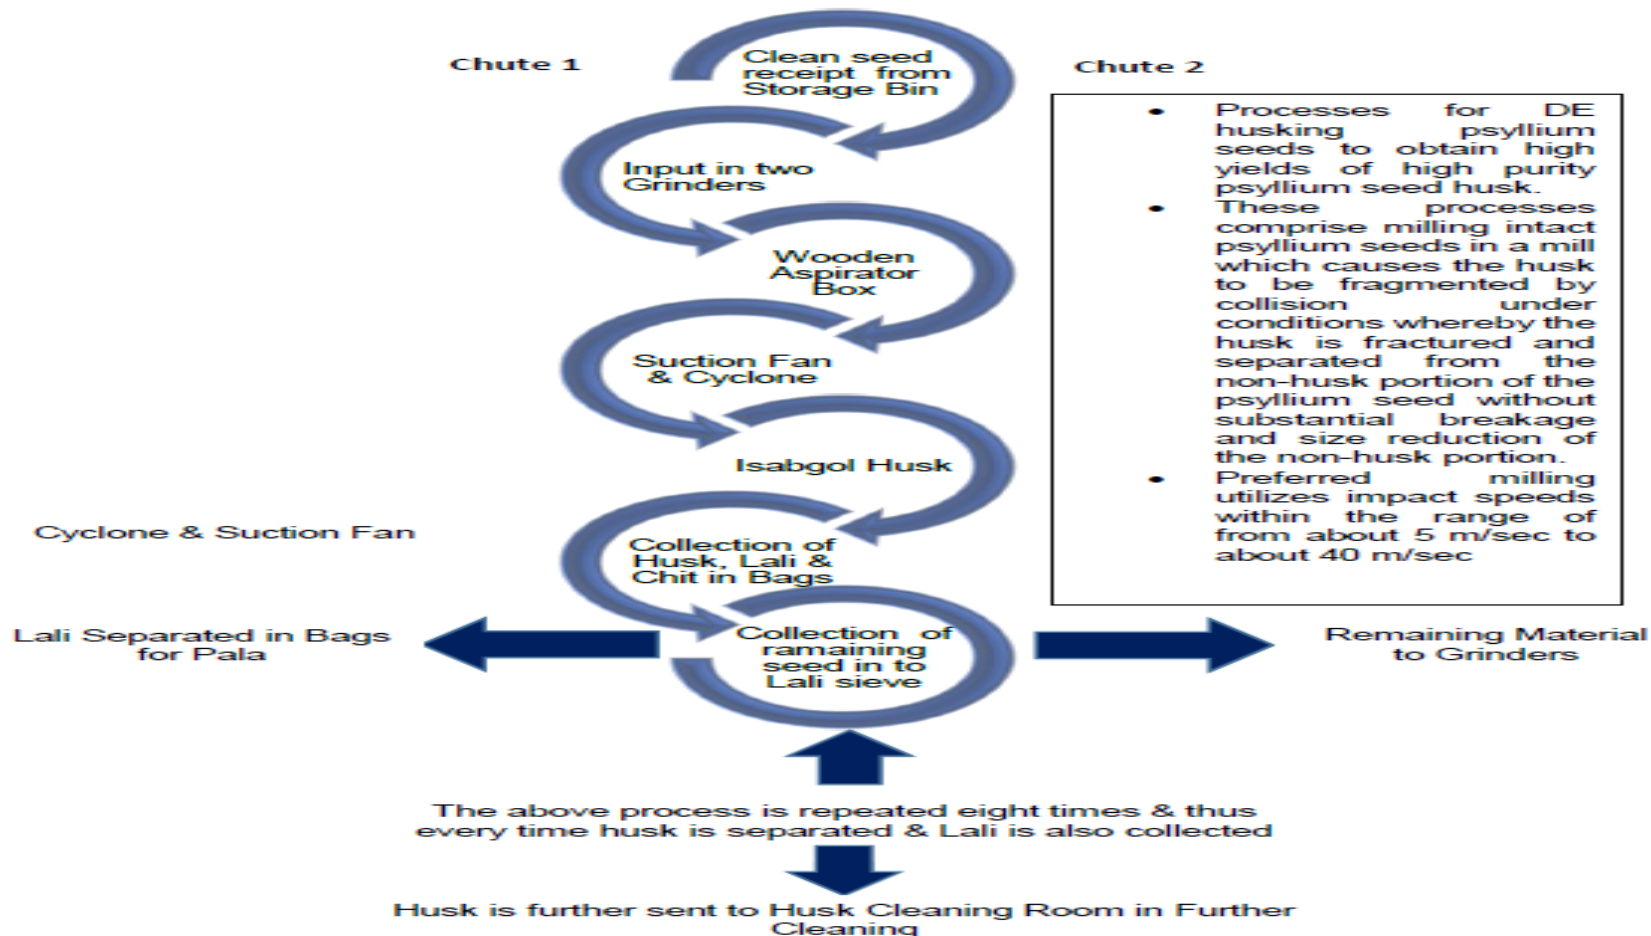 Chute 1
Clean seed
receipt from
Storage Bin
Chute 2
Input in two
Grinders
Wooden
Aspirator
Box
Suction Fan
& Cyclone
Isabgol Husk
Collection of
Husk, Lali &
Chit in Bags
Collection of
ramaining
seed in to
Lali sieve
• Processes for DE
husking psyllium
seeds to obtain high
yields of high purity
psyllium seed husk.
• These processes
comprise milling intact
psyllium seeds in a mill
which causes the husk
to be fragmented by
collision under
conditions whereby the
husk is fractured and
separated from the
non-husk portion of the
psyllium seed without
substantial breakage
and size reduction of
the non-husk portion.
• Preferred milling
utilizes impact speeds
within the range of
from about 5 m/sec to
about 40 m/sec
Cyclone & Suction Fan
Lali Separated in Bags
for Pala
Remaining Material
to Grinders
The above process is repeated eight times & thus
every time husk is separated & Lali is also collected
Husk is further sent to Husk Cleaning Room in Further
Cleaning